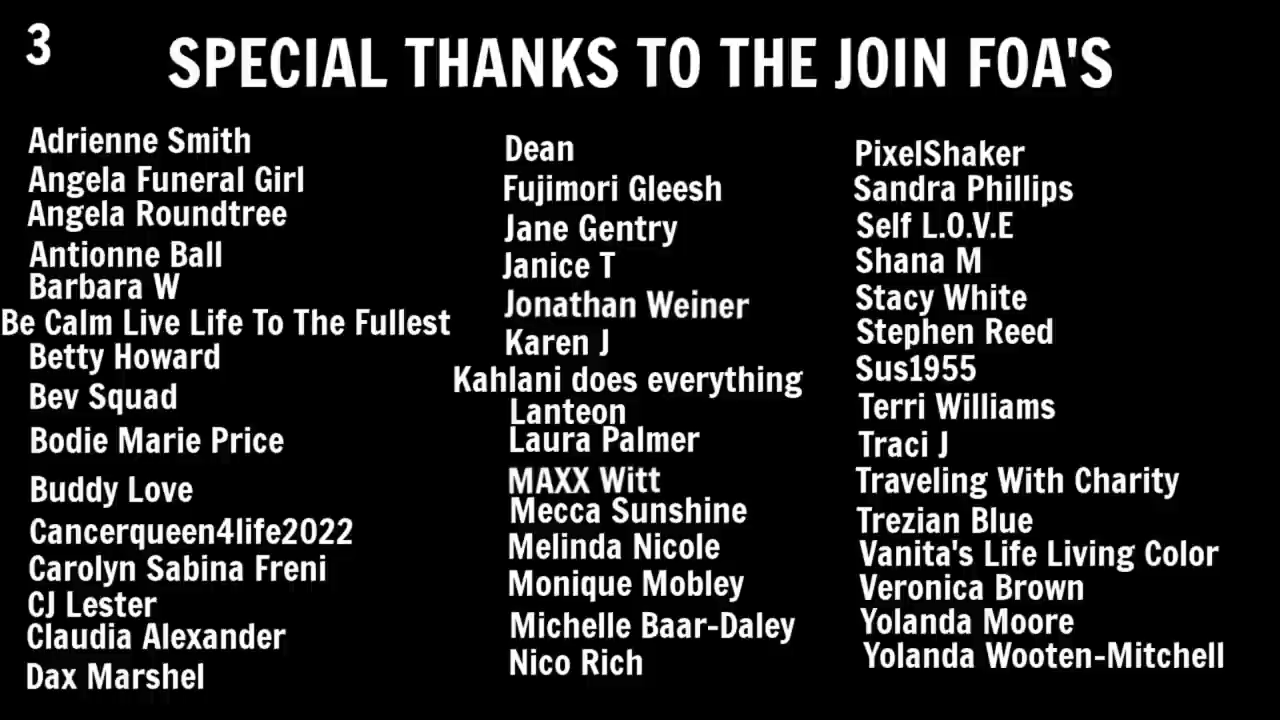 3
SPECIAL THANKS TO THE JOIN FOA'S
Adrienne Smith
Angela Funeral Girl
Angela Roundtree
Antionne Ball
Barbara W
Be Calm Live Life To The Fullest
Betty Howard
Bev Squad
Bodie Marie Price
Buddy Love
Cancerqueen4life2022
Carolyn Sabina Freni
CJ Lester
Claudia Alexander
Dax Marshel
Dean
Fujimori Gleesh
Jane Gentry
Janice T
Jonathan Weiner
Karen J
Kahlani does everything
Lanteon
Laura Palmer
MAXX Witt
Mecca Sunshine
Melinda Nicole
Monique Mobley
Michelle Baar-Daley
Nico Rich
PixelShaker
Sandra Phillips
Self L.O.V.E
Shana M
Stacy White
Stephen Reed
Sus1955
Terri Williams
Traci J
Traveling With Charity
Trezian Blue
Vanita's Life Living Color
Veronica Brown
Yolanda Moore
Yolanda Wooten-Mitchell